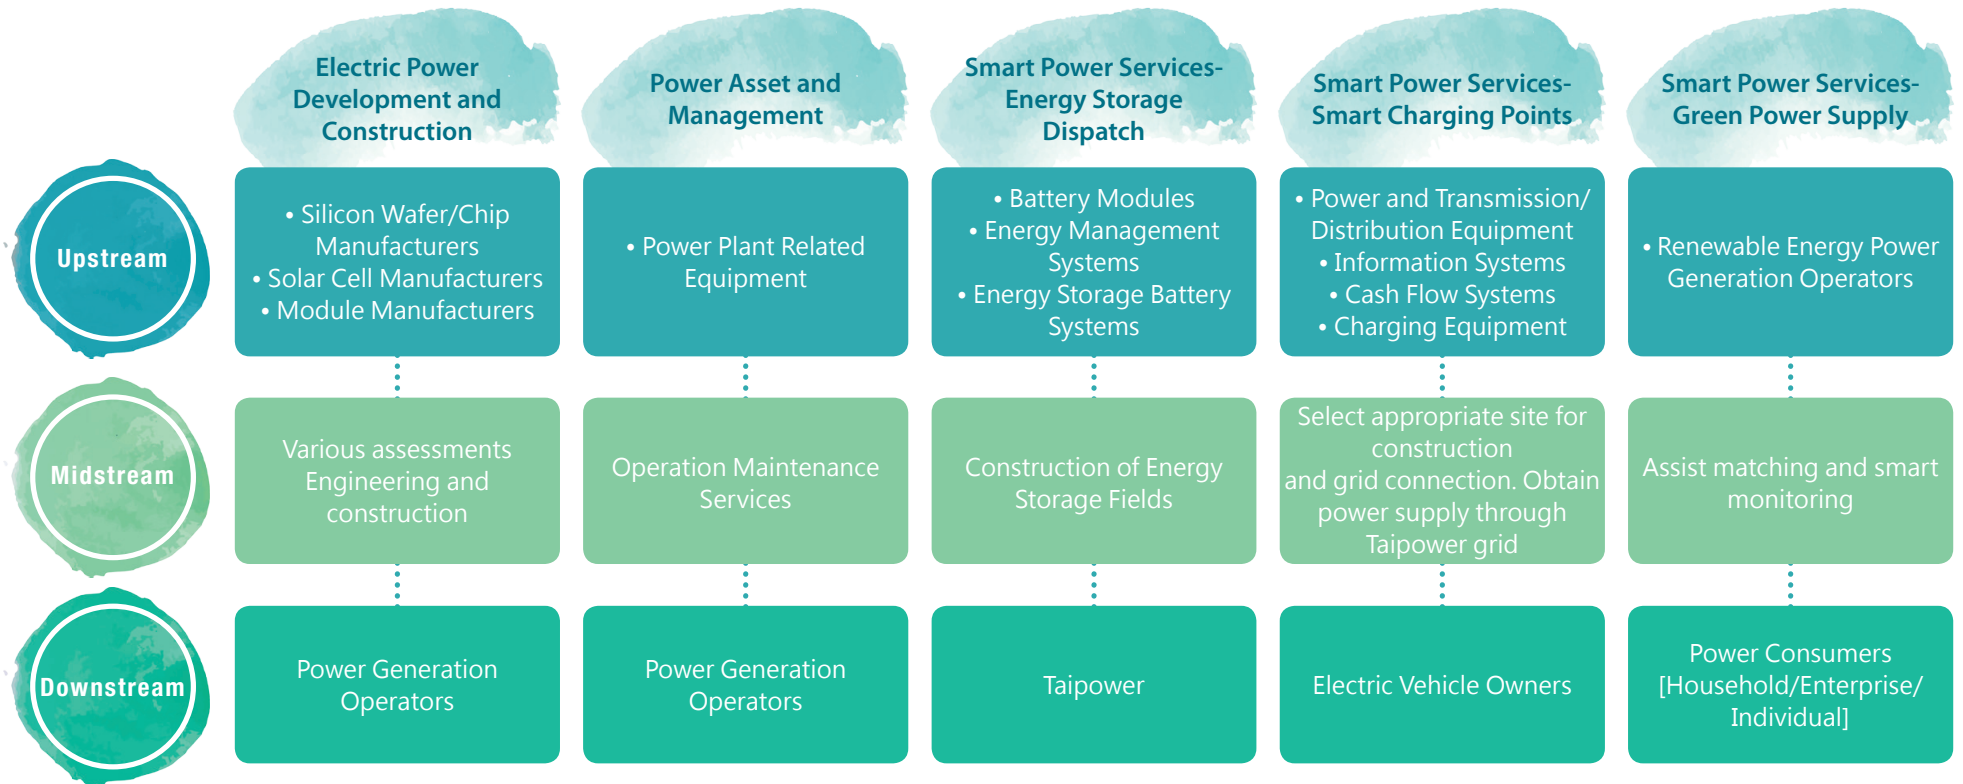 Electric Power
Development and
Construction
Power Asset and
Management
Smart Power Services-
Energy Storage
Dispatch
Smart Power Services-
Smart Charging Points
Smart Power Services-
Green Power Supply
Upstream
• Silicon Wafer/Chip
Manufacturers
• Solar Cell Manufacturers
• Module Manufacturers
• Power Plant Related
Equipment
• Battery Modules
• Energy Management
Systems
• Energy Storage Battery
Systems
• Power and Transmission/
Distribution Equipment
• Information Systems
• Cash Flow Systems
• Charging Equipment
• Renewable Energy Power
Generation Operators
Midstream
Various assessments
Engineering and
construction
Operation Maintenance
Services
Construction of Energy
Storage Fields
Select appropriate site for
construction
and grid connection. Obtain
power supply through
Taipower grid
Assist matching and smart
monitoring
Downstream
Power Generation
Operators
Power Generation
Operators
Taipower
Electric Vehicle Owners
Power Consumers
[Household/Enterprise/
Individual]